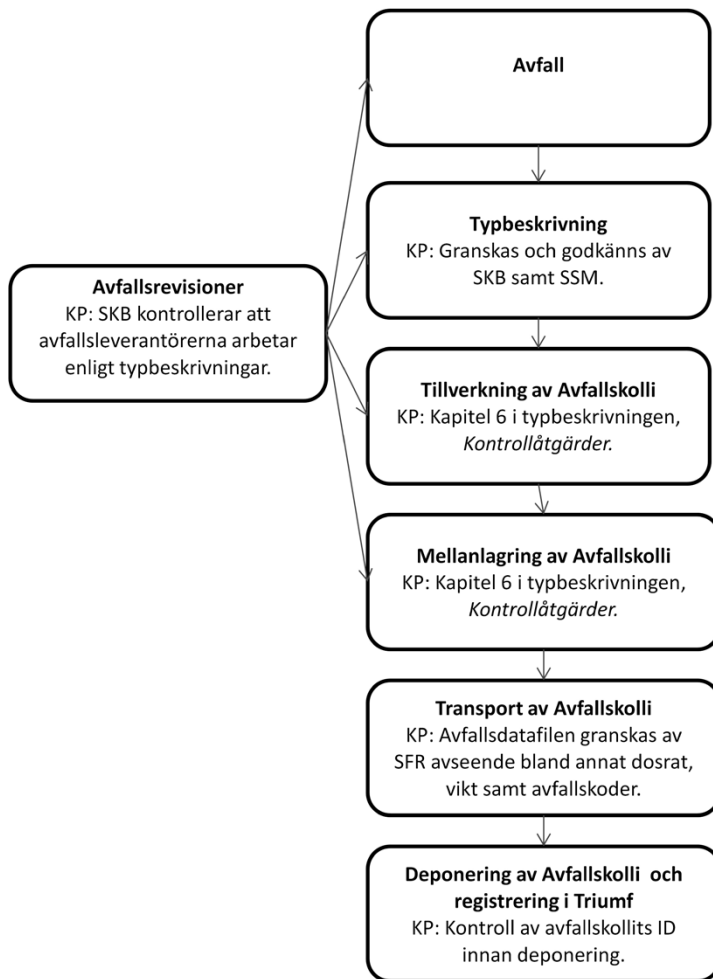 Avfall
Typbeskrivning
KP: Granskas och godkänns av
SKB samt SSM.
Avfallsrevisioner
KP: SKB kontrollerar att
avfallsleverantörerna arbetar
enligt typbeskrivningar.
Tillverkning av Avfallskolli
KP: Kapitel 6 i typbeskrivningen,
Kontrollåtgärder.
Mellanlagring av Avfallskolli
KP: Kapitel 6 i typbeskrivningen,
Kontrollåtgärder.
Transport av Avfallskolli
KP: Avfallsdatafilen granskas av
SFR avseende bland annat dosrat,
vikt samt avfallskoder.
Deponering av Avfallskolli och
registrering i Triumf
KP: Kontroll av avfallskollits ID
innan deponering.